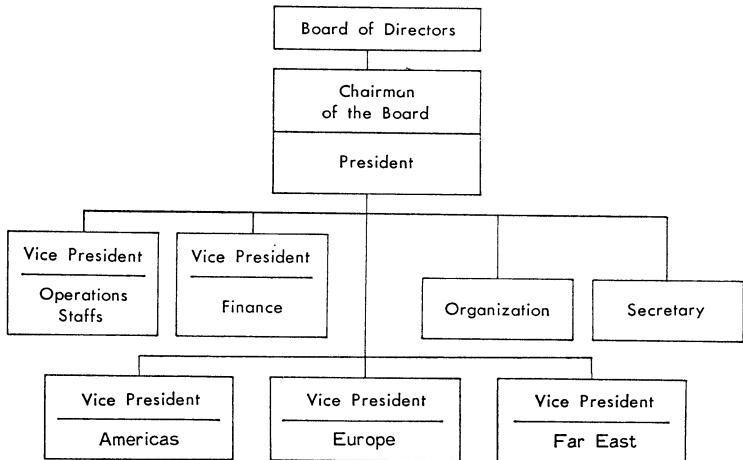 Board of Directors
Chairman
of the Board
President
Vice President
Operations
Staffs
Vice President
Finance
Organization
Secretary
Vice President
Americas
Vice President
Europe
Vice President
Far East